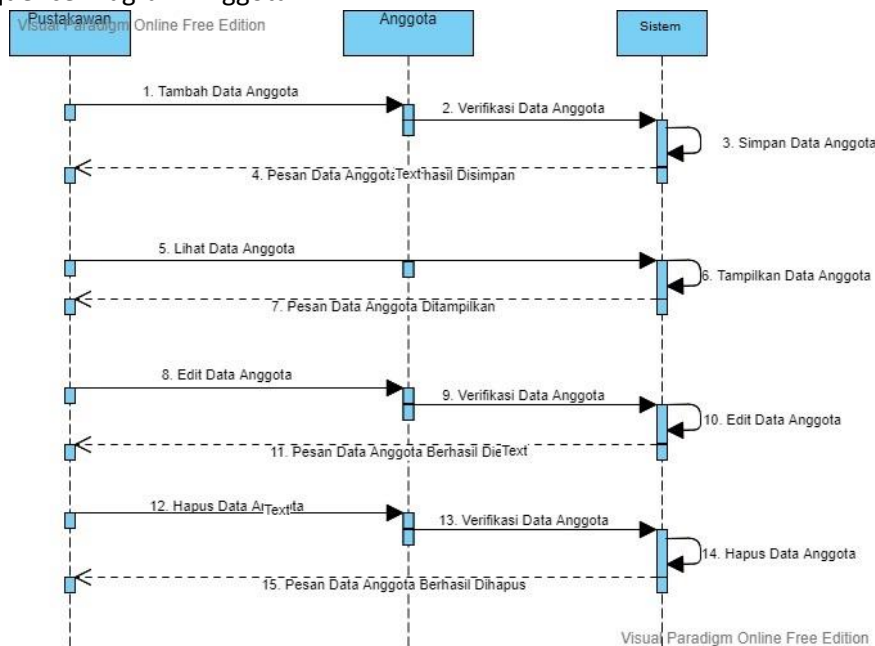 Pustakawan
Visual Paradigm Online Free Edition
Anggota
Sistem
1. Tambah Data Anggota
2. Verifikasi Data Anggota
3. Simpan Data Anggota
4. Pesan Data Anggota Text hasil Disimpan
5. Lihat Data Anggota
6. Tampilkan Data Anggota
7. Pesan Data Anggota Ditampilkan
8. Edit Data Anggota
9. Verifikasi Data Anggota
10. Edit Data Anggota
11. Pesan Data Anggota Berhasil Die Text
12. Hapus Data A Text ta
13. Verifikasi Data Anggota
14. Hapus Data Anggota
15. Pesan Data Anggota Berhasil Dihapus
Visual Paradigm Online Free Edition